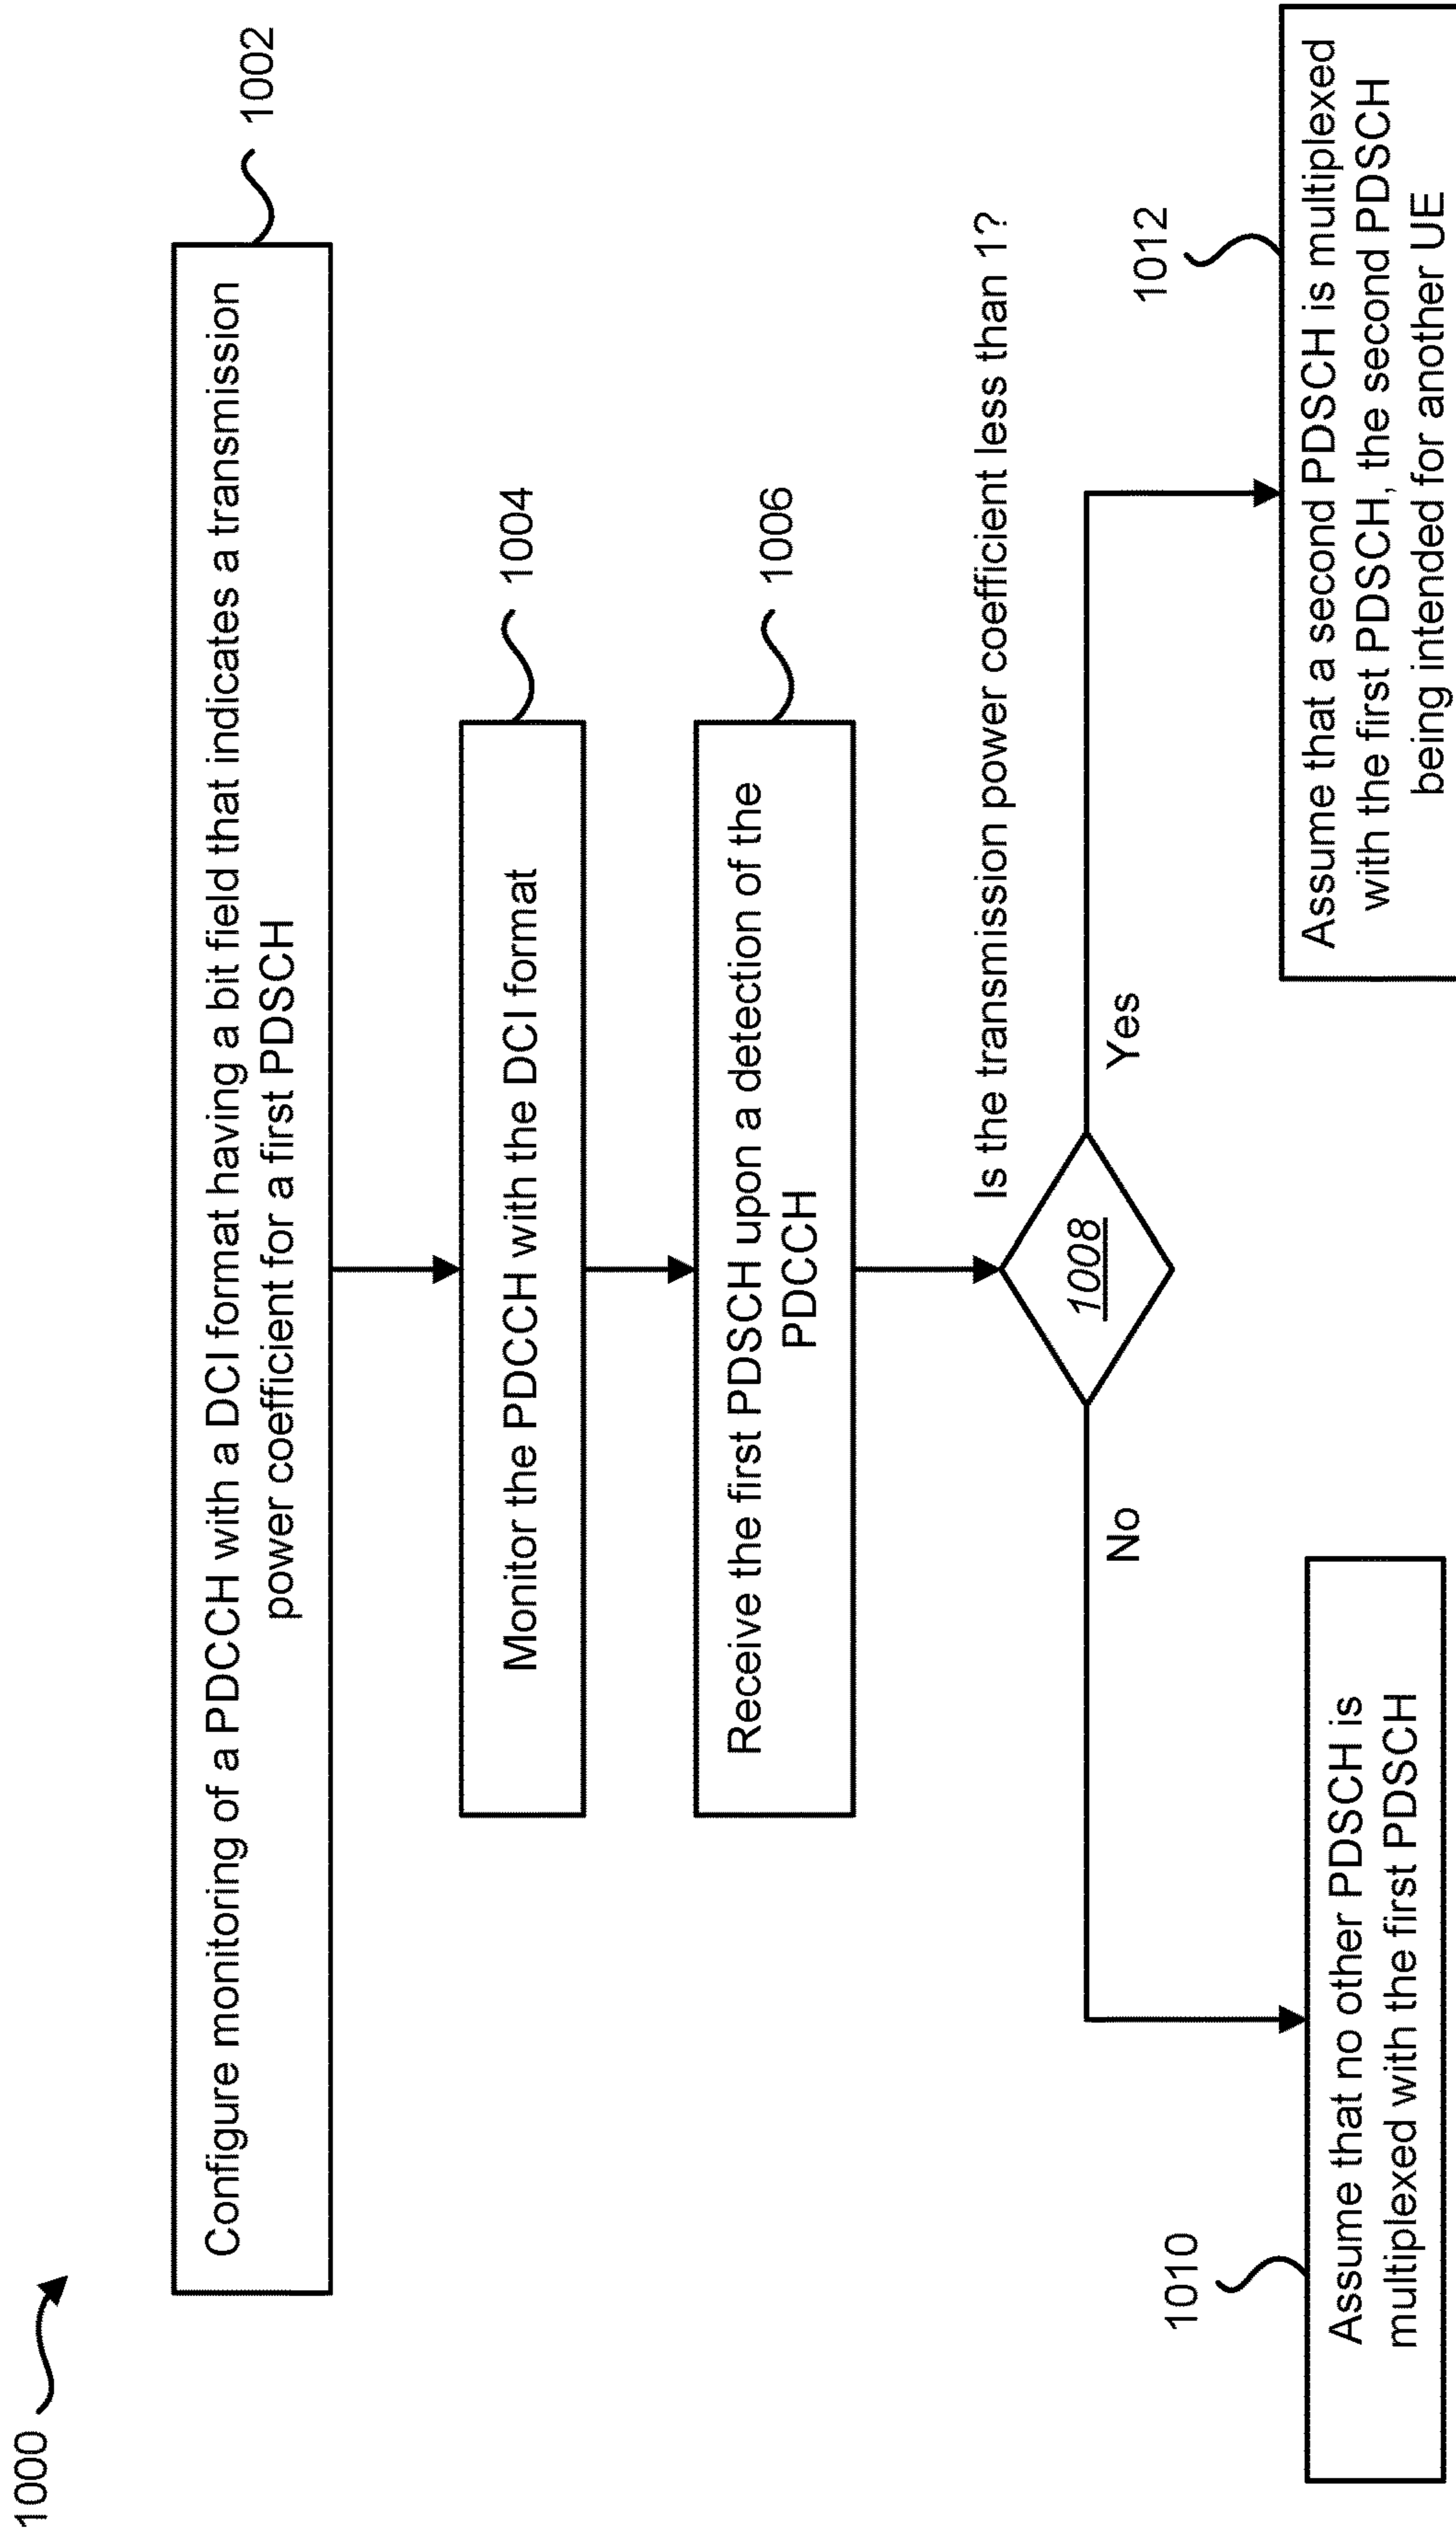 1000
Configure monitoring of a PDCCH with a DCI format having a bit field that indicates a transmission
power coefficient for a first PDSCH
1002
Monitor the PDCCH with the DCI format
1004
Receive the first PDSCH upon a detection of the
PDCCH
1006
Is the transmission power coefficient less than 1?
1008
No
Yes
1010
Assume that no other PDSCH is
multiplexed with the first PDSCH
1012
Assume that a second PDSCH is multiplexed
with the first PDSCH, the second PDSCH
being intended for another UE